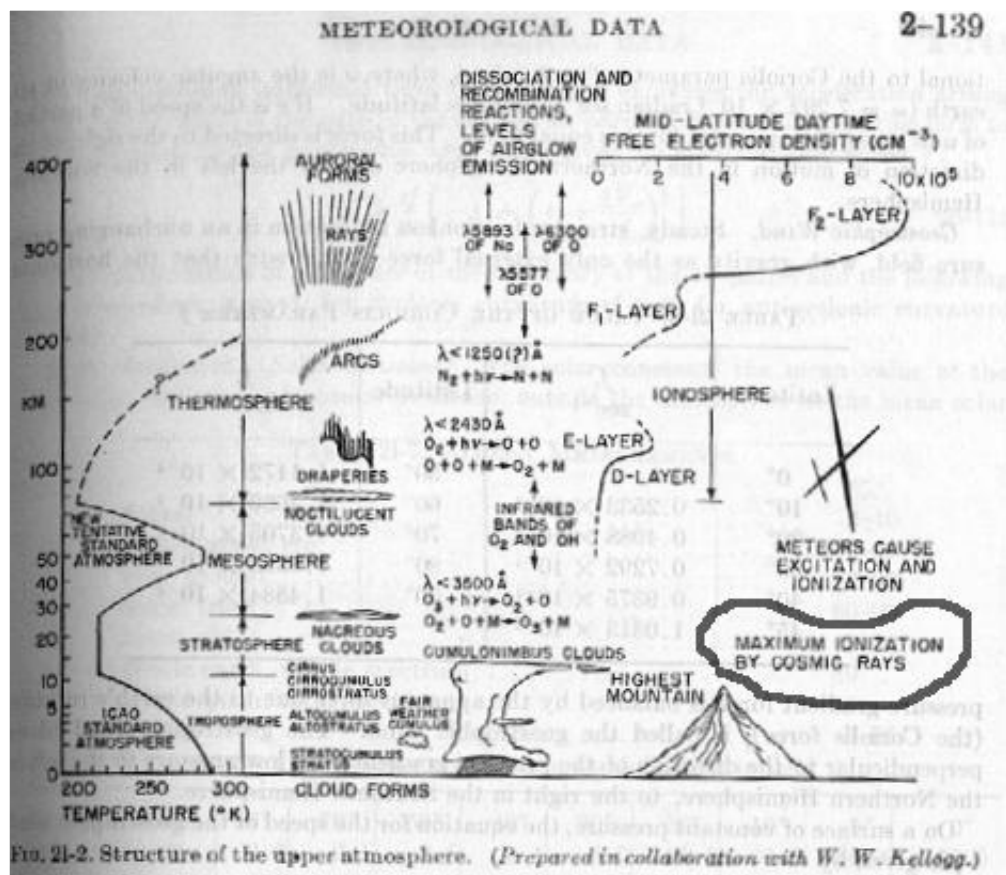 METEOROLOGICAL DATA
2–139
DISSOCIATION AND
RECOMBINATION
REACTIONS,
LEVELS
OF AIRGLOW
EMISSION
MID-LATITUDE DAYTIME
FREE ELECTRON DENSITY (CM⁻³)
0 2 4 6 8 10 x 10⁵
AURORAL
FORMS
RAYS
λ5893
OF Na
λ6300
OF O
λ5577
OF O
F₂-LAYER
F₁-LAYER
ARCS
λ<1250(?)Å
N₂+hν→N+N
THERMOSPHERE
IONOSPHERE
λ<2430 Å
O₂+hν→O+O
O+O+M→O₂+M
E-LAYER
D-LAYER
DRAPERIES
NOCTILUCENT
CLOUDS
INFRARED
BANDS OF
O₂ AND OH
NEW
TENTATIVE
STANDARD
ATMOSPHERE
MESOSPHERE
METEORS CAUSE
EXCITATION AND
IONIZATION
λ<3600 Å
O₃+hν→O₂+O
O₂+O+M→O₃+M
STRATOSPHERE
NACREOUS
CLOUDS
MAXIMUM IONIZATION
BY COSMIC RAYS
CUMULONIMBUS CLOUDS
CIRRUS
CIRROCUMULUS
CIRROSTRATUS
HIGHEST
MOUNTAIN
ICAO
STANDARD
ATMOSPHERE
TROPOSPHERE
ALTOCUMULUS
ALTOSTRATUS
FAIR
WEATHER
CUMULUS
STRATOCUMULUS
STRATUS
CLOUD FORMS
400
300
200
KM
100
50
40
30
20
10
5
0
200 250 300
TEMPERATURE (°K)
FIG. 2l-2. Structure of the upper atmosphere. (Prepared in collaboration with W. W. Kellogg.)